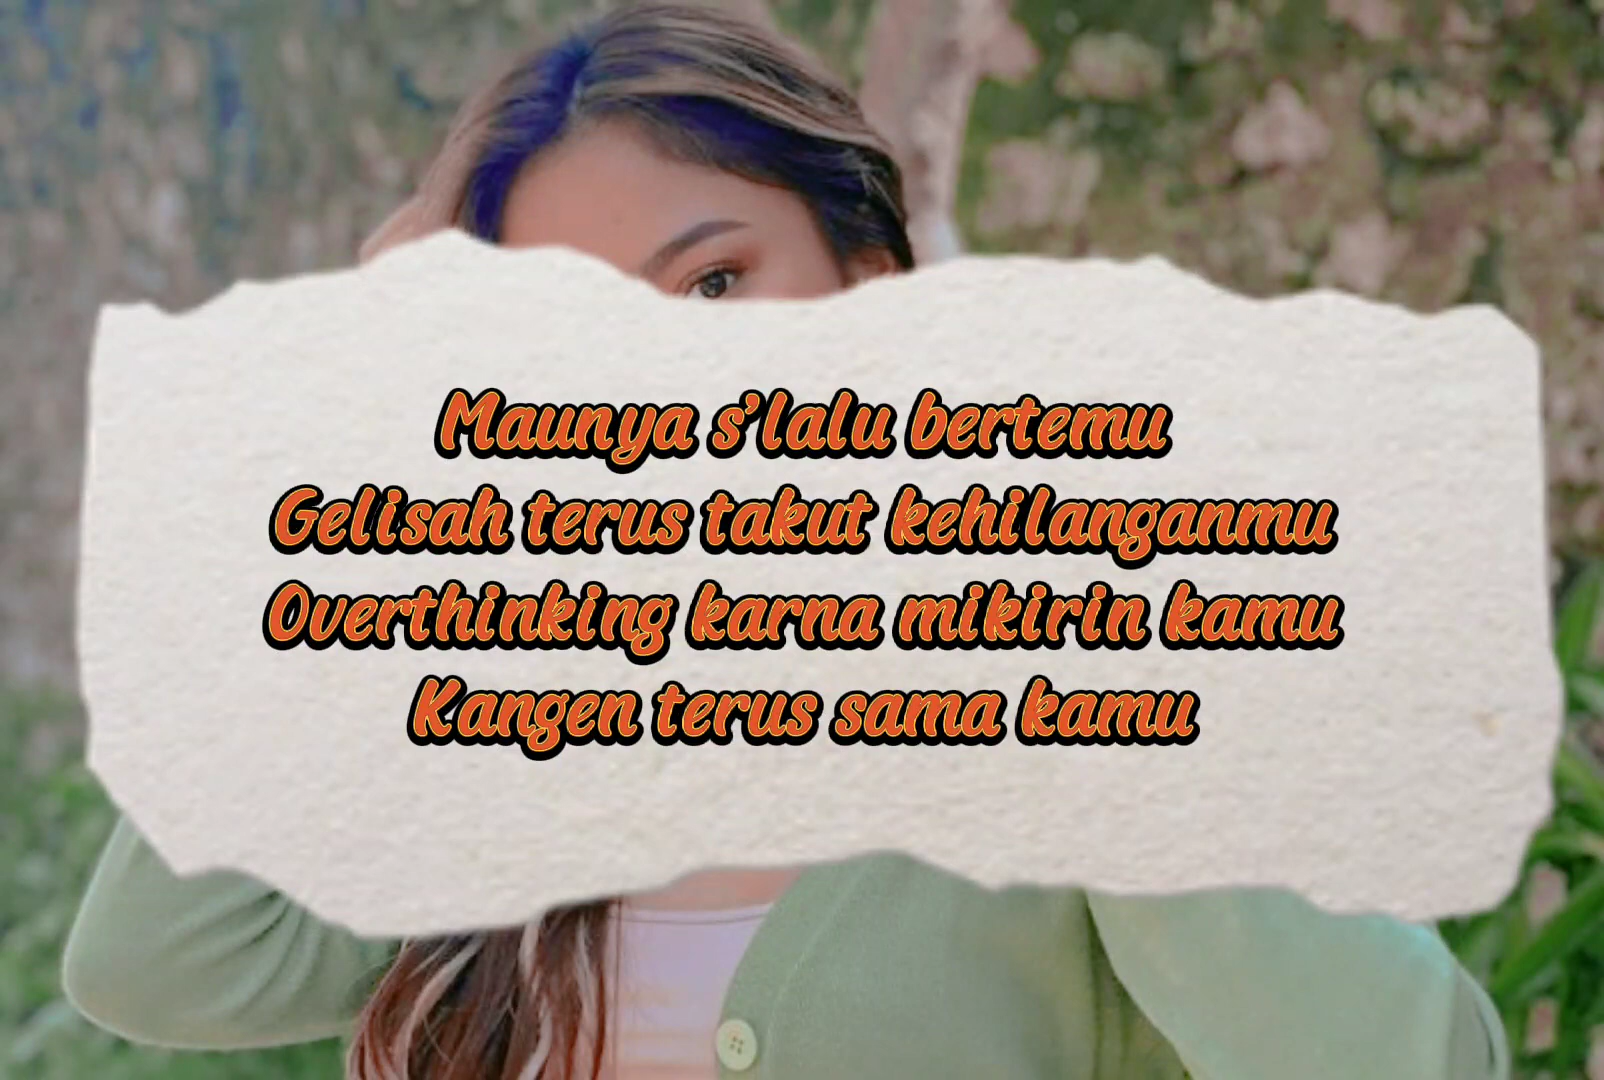 Maunya s'lalu bertemu
Gelisah terus takut kehilanganmu
Overthinking karna mikirin kamu
Kangen terus sama kamu